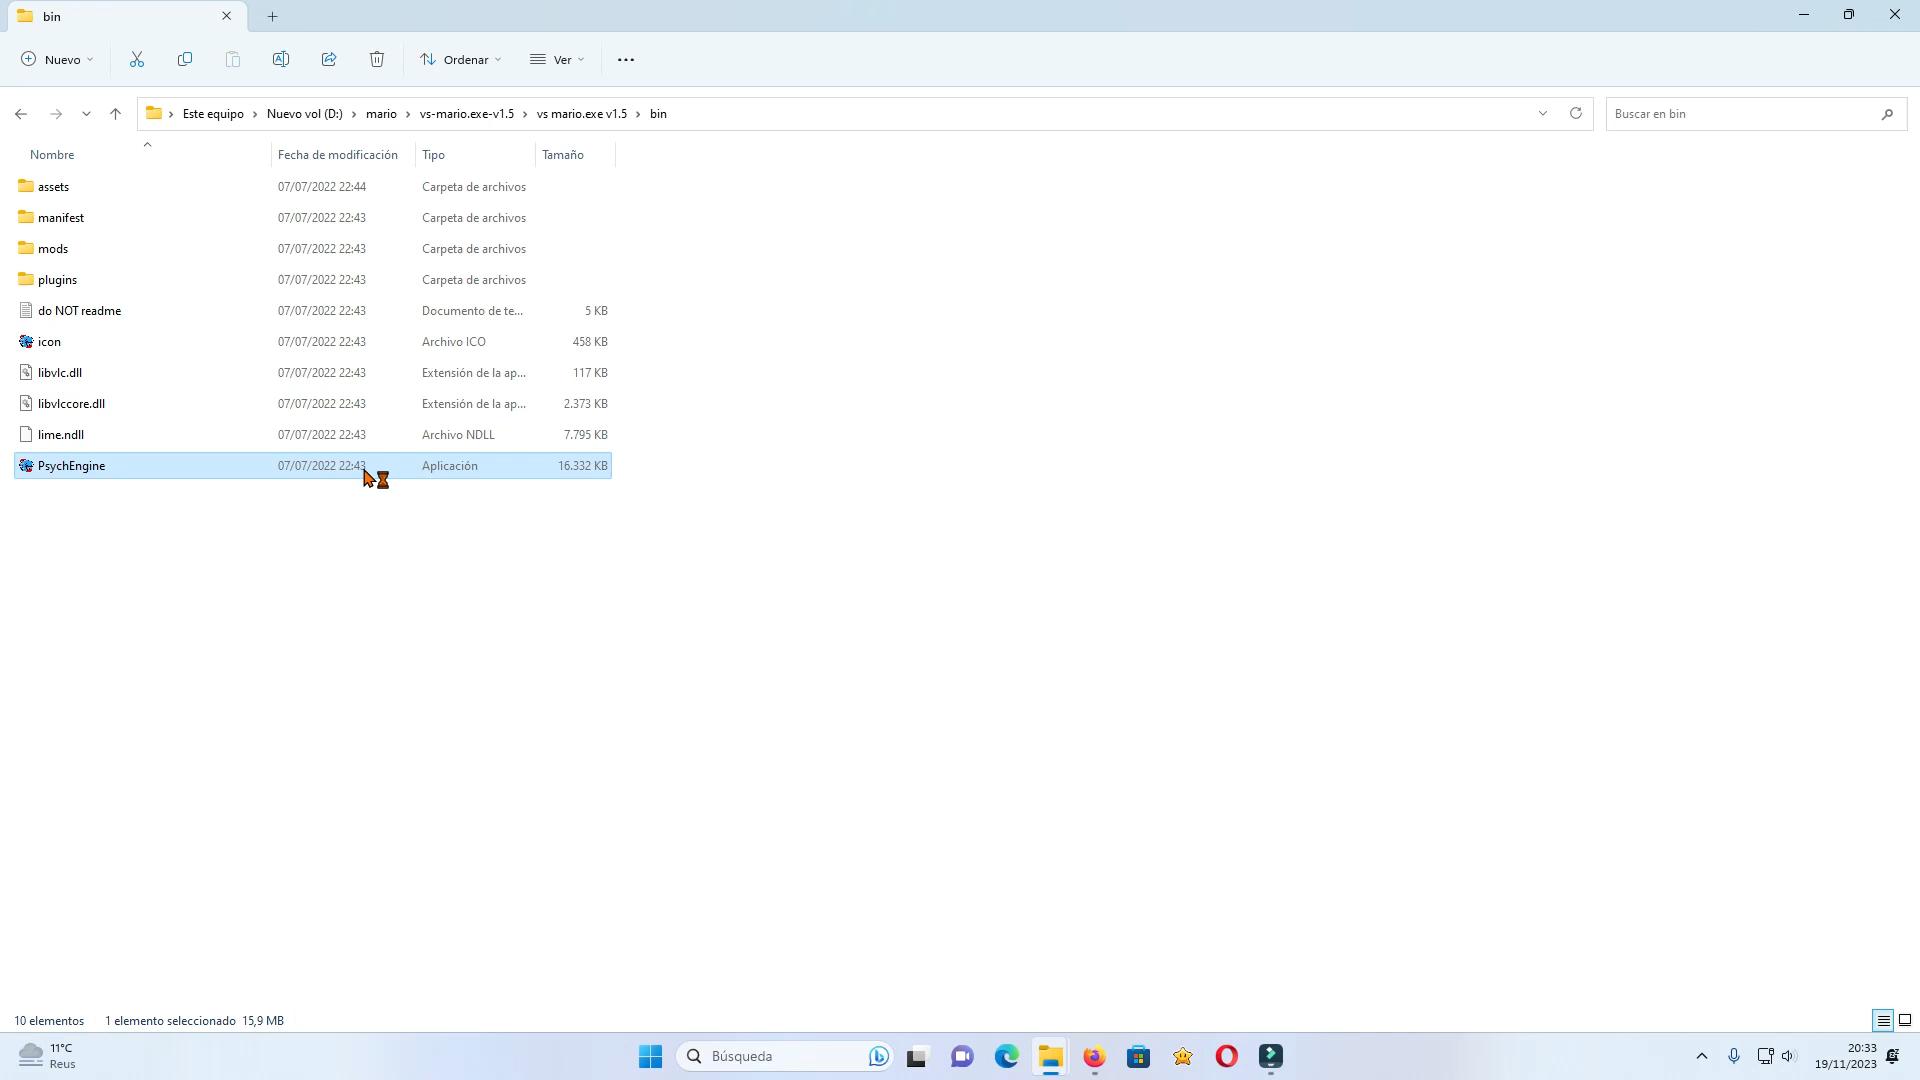 bin
Nuevo
Ordenar
Ver
Este equipo > Nuevo vol (D:) > mario > vs-mario.exe-v1.5 > vs mario.exe v1.5 > bin
Buscar en bin
Nombre Fecha de modificación Tipo Tamaño
assets 07/07/2022 22:44 Carpeta de archivos
manifest 07/07/2022 22:43 Carpeta de archivos
mods 07/07/2022 22:43 Carpeta de archivos
plugins 07/07/2022 22:43 Carpeta de archivos
do NOT readme 07/07/2022 22:43 Documento de te... 5 KB
icon 07/07/2022 22:43 Archivo ICO 458 KB
libvlc.dll 07/07/2022 22:43 Extensión de la ap... 117 KB
libvlccore.dll 07/07/2022 22:43 Extensión de la ap... 2.373 KB
lime.ndll 07/07/2022 22:43 Archivo NDLL 7.795 KB
PsychEngine 07/07/2022 22:43 Aplicación 16.332 KB
10 elementos 1 elemento seleccionado 15,9 MB
11°C
Reus
Búsqueda
20:33
19/11/2023